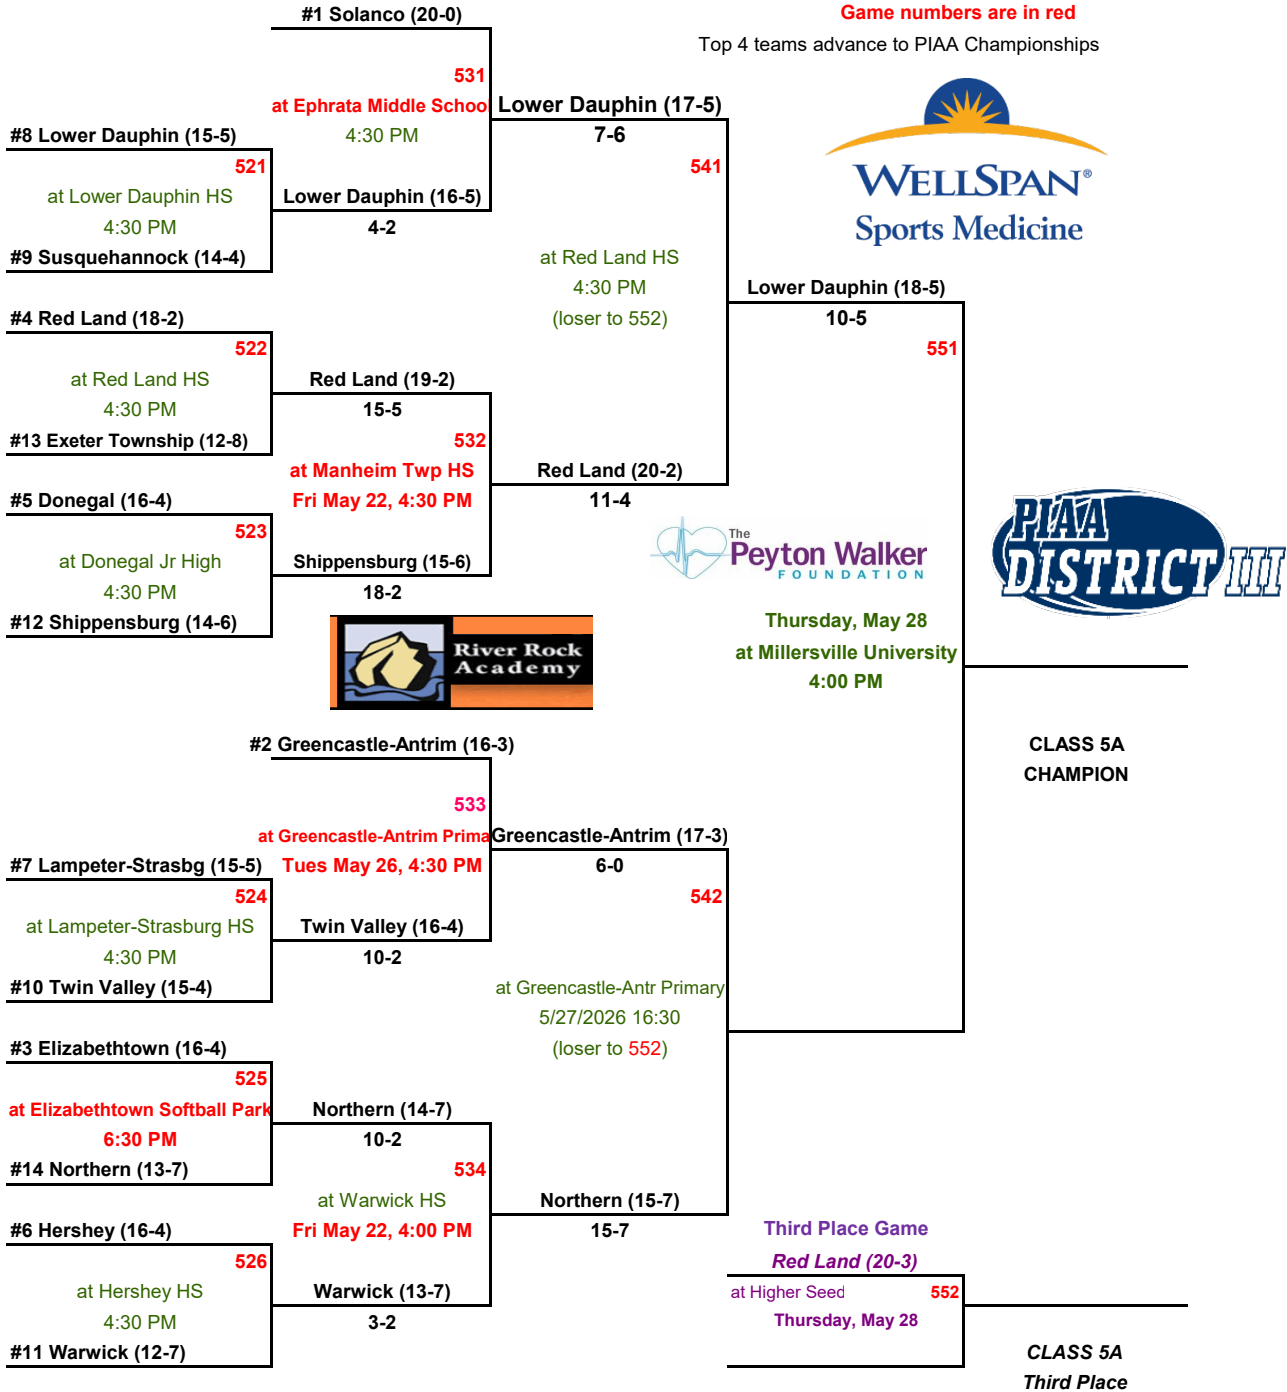 #1 Solanco (20-0)
Game numbers are in red
Top 4 teams advance to PIAA Championships
531
at Ephrata Middle Schoo
4:30 PM
Lower Dauphin (17-5)
7-6
WELLSPAN®
Sports Medicine
#8 Lower Dauphin (15-5)
521
at Lower Dauphin HS
4:30 PM
#9 Susquehannock (14-4)
Lower Dauphin (16-5)
4-2
541
at Red Land HS
4:30 PM
(loser to 552)
Lower Dauphin (18-5)
10-5
551
#4 Red Land (18-2)
522
at Red Land HS
4:30 PM
#13 Exeter Township (12-8)
Red Land (19-2)
15-5
532
at Manheim Twp HS
Fri May 22, 4:30 PM
Red Land (20-2)
11-4
#5 Donegal (16-4)
523
at Donegal Jr High
4:30 PM
#12 Shippensburg (14-6)
Shippensburg (15-6)
18-2
River Rock
Academy
The
Peyton Walker
FOUNDATION
PIAA
DISTRICT III
Thursday, May 28
at Millersville University
4:00 PM
CLASS 5A
CHAMPION
#2 Greencastle-Antrim (16-3)
533
at Greencastle-Antrim Prima
Tues May 26, 4:30 PM
Greencastle-Antrim (17-3)
6-0
#7 Lampeter-Strasbg (15-5)
524
at Lampeter-Strasburg HS
4:30 PM
#10 Twin Valley (15-4)
Twin Valley (16-4)
10-2
542
at Greencastle-Antr Primary
5/27/2026 16:30
(loser to 552)
#3 Elizabethtown (16-4)
525
at Elizabethtown Softball Park
6:30 PM
#14 Northern (13-7)
Northern (14-7)
10-2
534
at Warwick HS
Fri May 22, 4:00 PM
Northern (15-7)
15-7
#6 Hershey (16-4)
526
at Hershey HS
4:30 PM
#11 Warwick (12-7)
Warwick (13-7)
3-2
Third Place Game
Red Land (20-3)
at Higher Seed
552
Thursday, May 28
CLASS 5A
Third Place